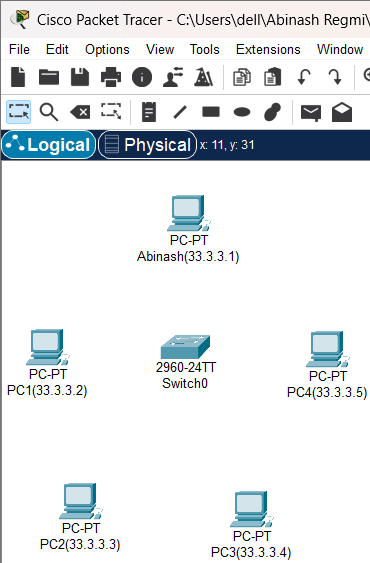 Cisco Packet Tracer - C:\Users\dell\Abinash Regmi\
File Edit Options View Tools Extensions Window
Logical Physical x: 11, y: 31
PC-PT
Abinash(33.3.3.1)
PC-PT
PC1(33.3.3.2)
2960-24TT
Switch0
PC-PT
PC4(33.3.3.5)
PC-PT
PC2(33.3.3.3)
PC-PT
PC3(33.3.3.4)